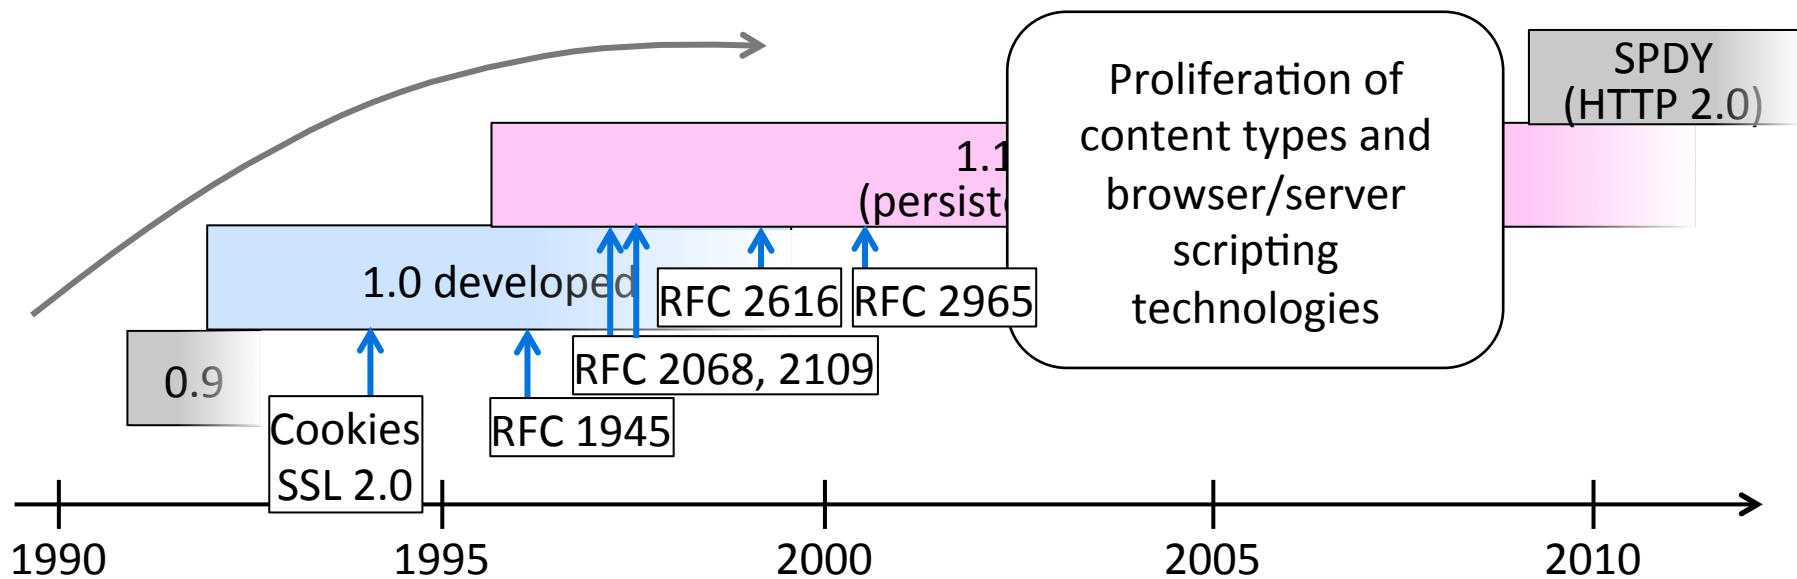 SPDY
(HTTP 2.0)
Proliferation of
content types and
browser/server
scripting
technologies
1.1
1.0 developed
RFC 2616
RFC 2965
RFC 2068, 2109
0.9
Cookies
SSL 2.0
RFC 1945
1990
1995
2000
2005
2010